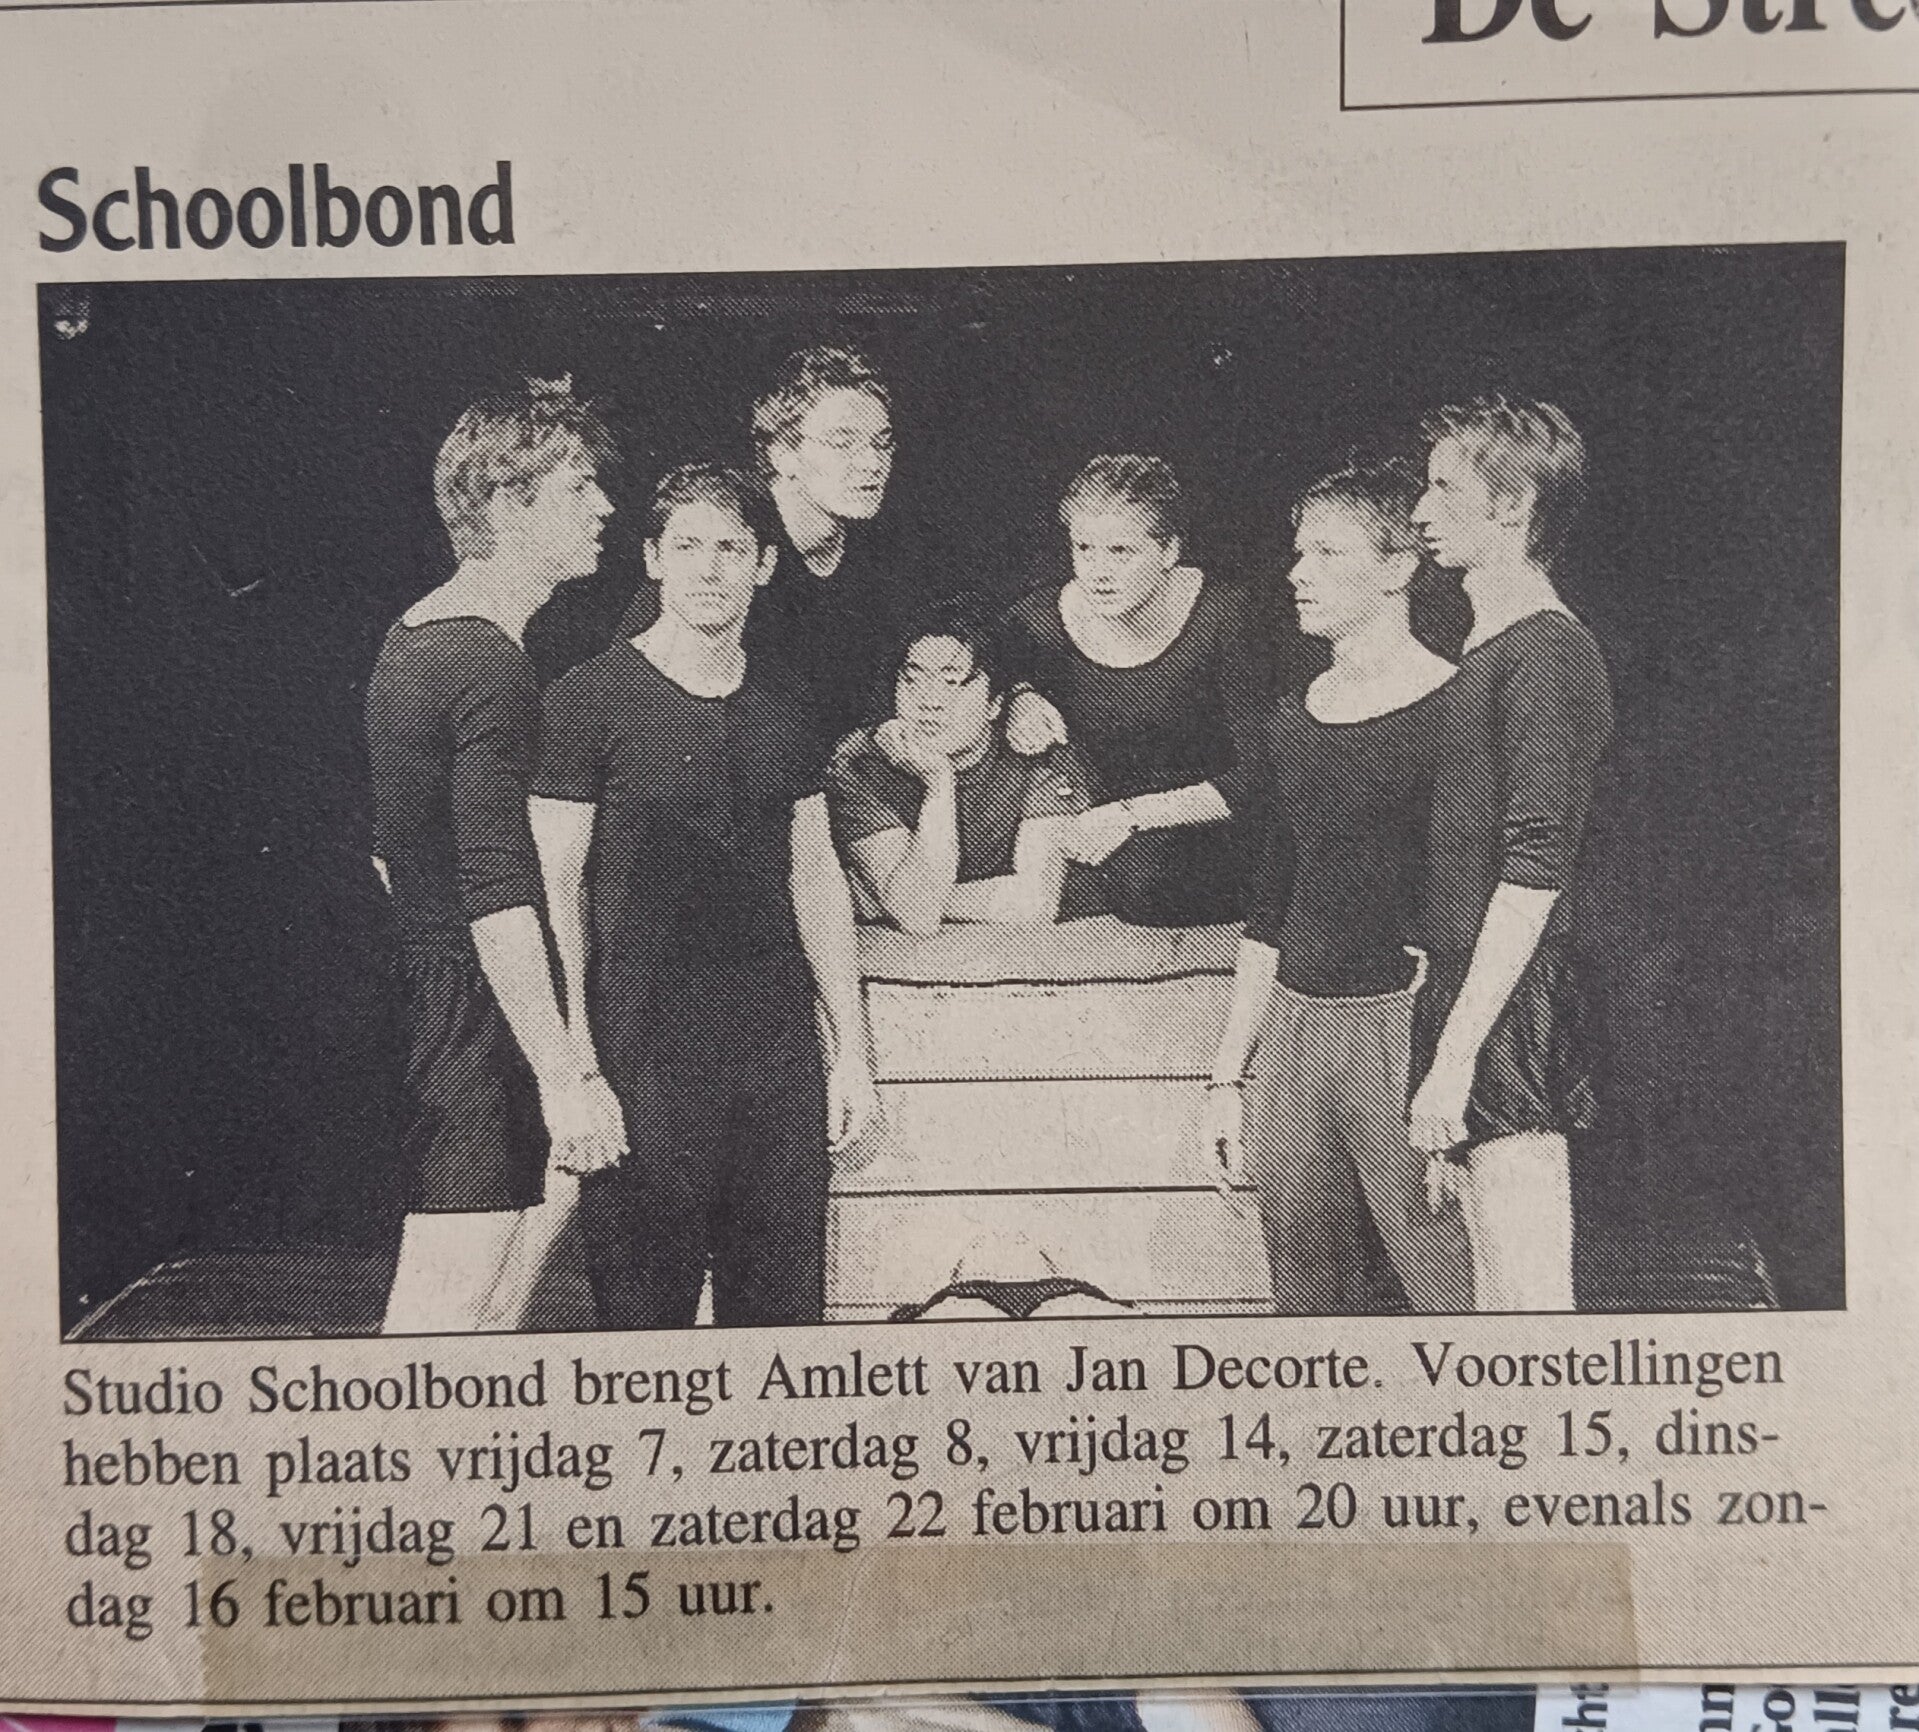 De
Schoolbond
Studio Schoolbond brengt Amlett van Jan Decorte. Voorstellingen
hebben plaats vrijdag 7, zaterdag 8, vrijdag 14, zaterdag 15, dins-
dag 18, vrijdag 21 en zaterdag 22 februari om 20 uur, evenals zon-
dag 16 februari om 15 uur.